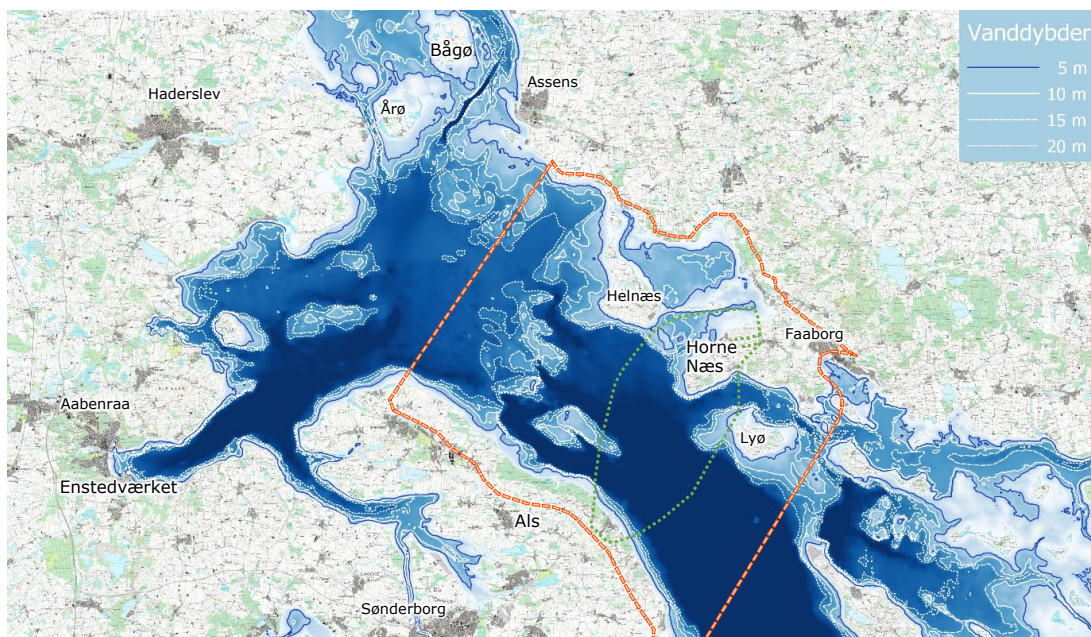 Vanddybder
5 m
10 m
15 m
20 m
Bågø
Assens
Haderslev
Årø
Helnæs
Faaborg
Horne
Næs
Aabenraa
Lyø
Enstedværket
Als
Sønderborg